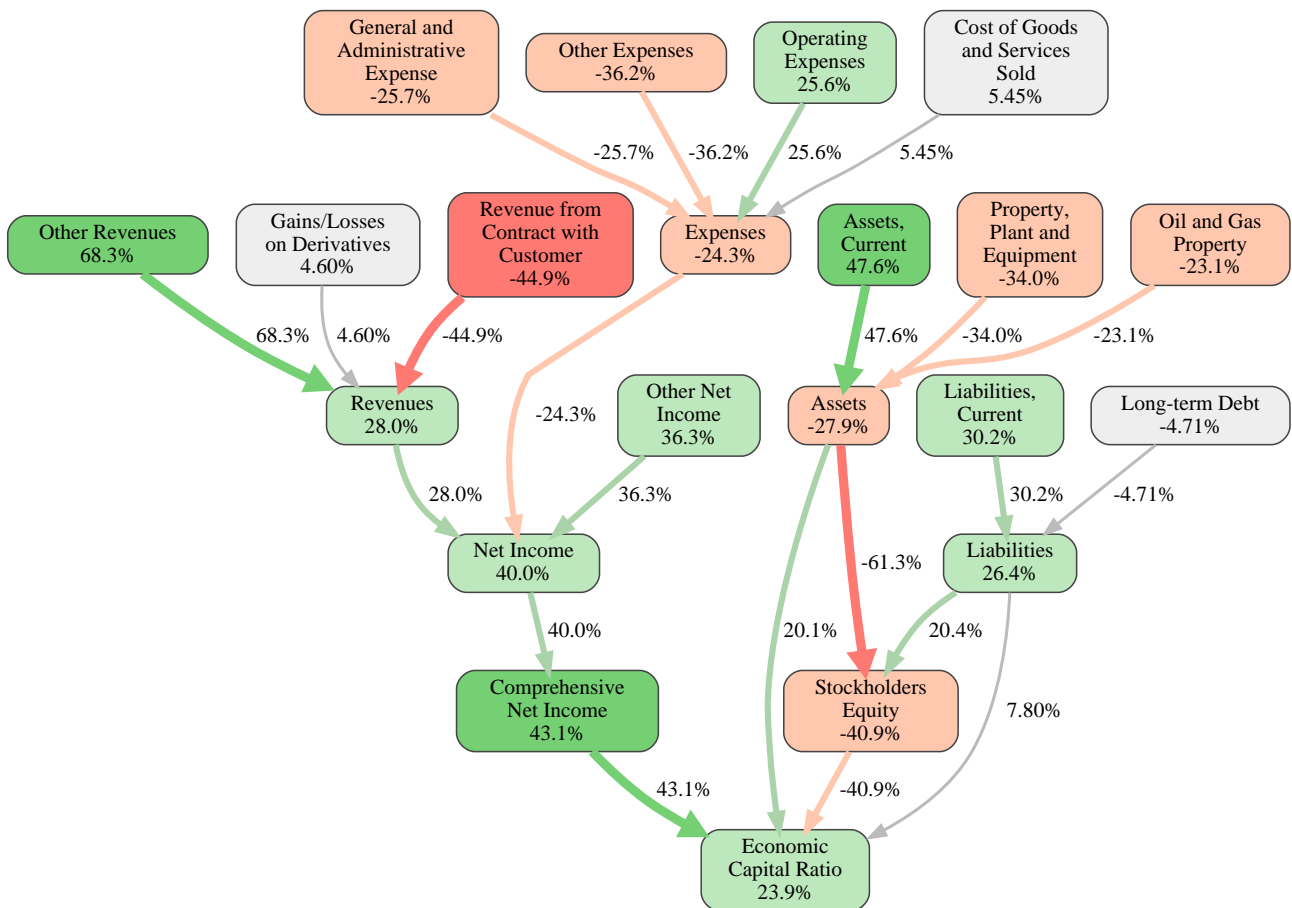 General and
Administrative
Expense
-25.7%
Other Expenses
-36.2%
Operating
Expenses
25.6%
Cost of Goods
and Services
Sold
5.45%
-25.7%
-36.2%
25.6%
5.45%
Other Revenues
68.3%
Gains/Losses
on Derivatives
4.60%
Revenue from
Contract with
Customer
-44.9%
Expenses
-24.3%
Assets,
Current
47.6%
Property,
Plant and
Equipment
-34.0%
Oil and Gas
Property
-23.1%
68.3%
4.60%
-44.9%
47.6%
-34.0%
-23.1%
Revenues
28.0%
-24.3%
Other Net
Income
36.3%
Assets
-27.9%
Liabilities,
Current
30.2%
Long-term Debt
-4.71%
28.0%
36.3%
30.2%
-4.71%
Net Income
40.0%
-61.3%
Liabilities
26.4%
40.0%
20.1%
20.4%
Comprehensive
Net Income
43.1%
Stockholders
Equity
-40.9%
7.80%
43.1%
-40.9%
Economic
Capital Ratio
23.9%